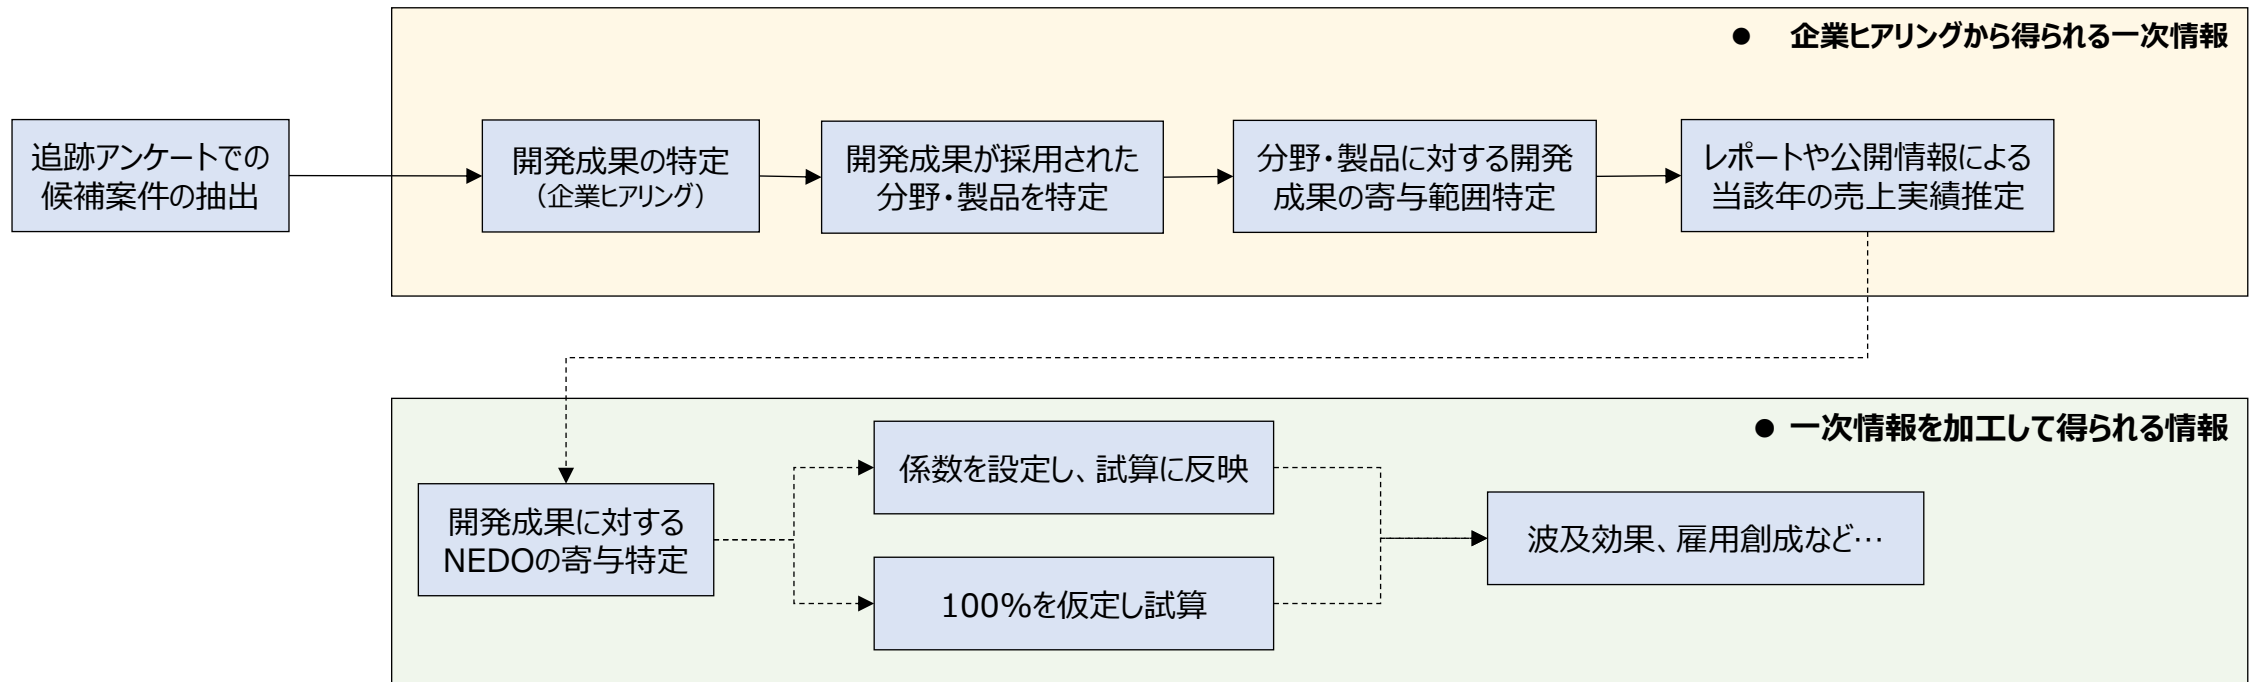 ● 企業ヒアリングから得られる一次情報
追跡アンケートでの
候補案件の抽出
開発成果の特定
（企業ヒアリング）
開発成果が採用された
分野・製品を特定
分野・製品に対する開発
成果の寄与範囲特定
レポートや公開情報による
当該年の売上実績推定
● 一次情報を加工して得られる情報
開発成果に対する
NEDOの寄与特定
係数を設定し、試算に反映
100%を仮定し試算
波及効果、雇用創成など…